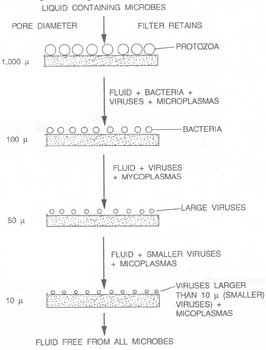 LIQUID CONTAINING MICROBES
PORE DIAMETER
FILTER RETAINS
PROTOZOA
1,000 µ
FLUID + BACTERIA +
VIRUSES + MICROPLASMAS
BACTERIA
100 µ
FLUID + VIRUSES
+ MYCOPLASMAS
LARGE VIRUSES
50 µ
FLUID + SMALLER VIRUSES
+ MICOPLASMAS
VIRUSES LARGER
THAN 10 µ (SMALLER)
VIRUSES) +
MICOPLASMAS
10 µ
FLUID FREE FROM ALL MICROBES